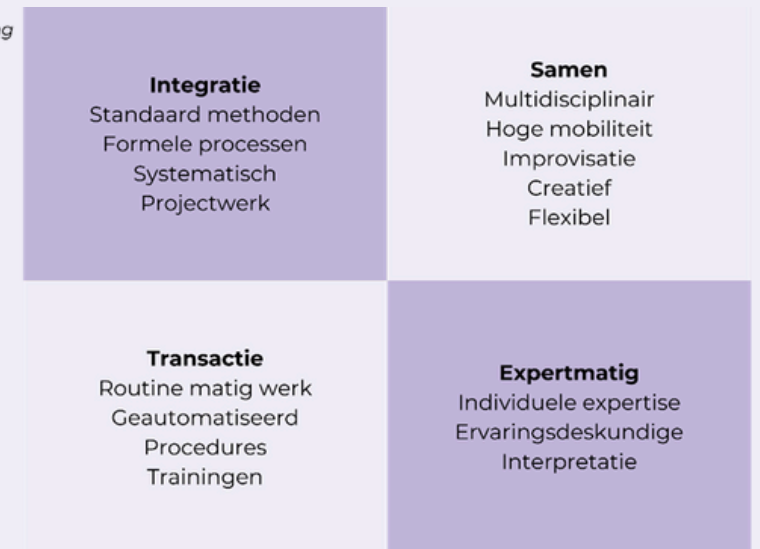 Integratie
Standaard methoden
Formele processen
Systematisch
Projectwerk
Samen
Multidisciplinair
Hoge mobiliteit
Improvisatie
Creatief
Flexibel
Transactie
Routine matig werk
Geautomatiseerd
Procedures
Trainingen
Expertmatig
Individuele expertise
Ervaringsdeskundige
Interpretatie